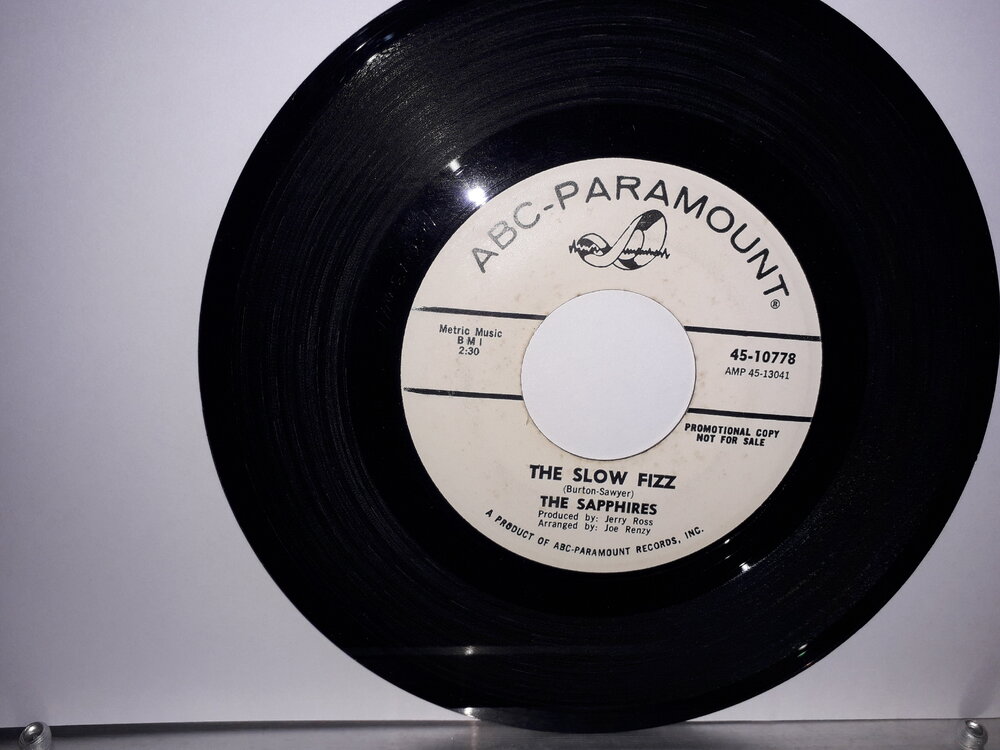 ABC-PARAMOUNT®
Metric Music
B M I
2:30
45-10778
AMP 45-13041
PROMOTIONAL COPY
NOT FOR SALE
THE SLOW FIZZ
(Burton-Sawyer)
THE SAPPHIRES
Produced by: Jerry Ross
Arranged by: Joe Renzy
A PRODUCT OF ABC-PARAMOUNT RECORDS, INC.